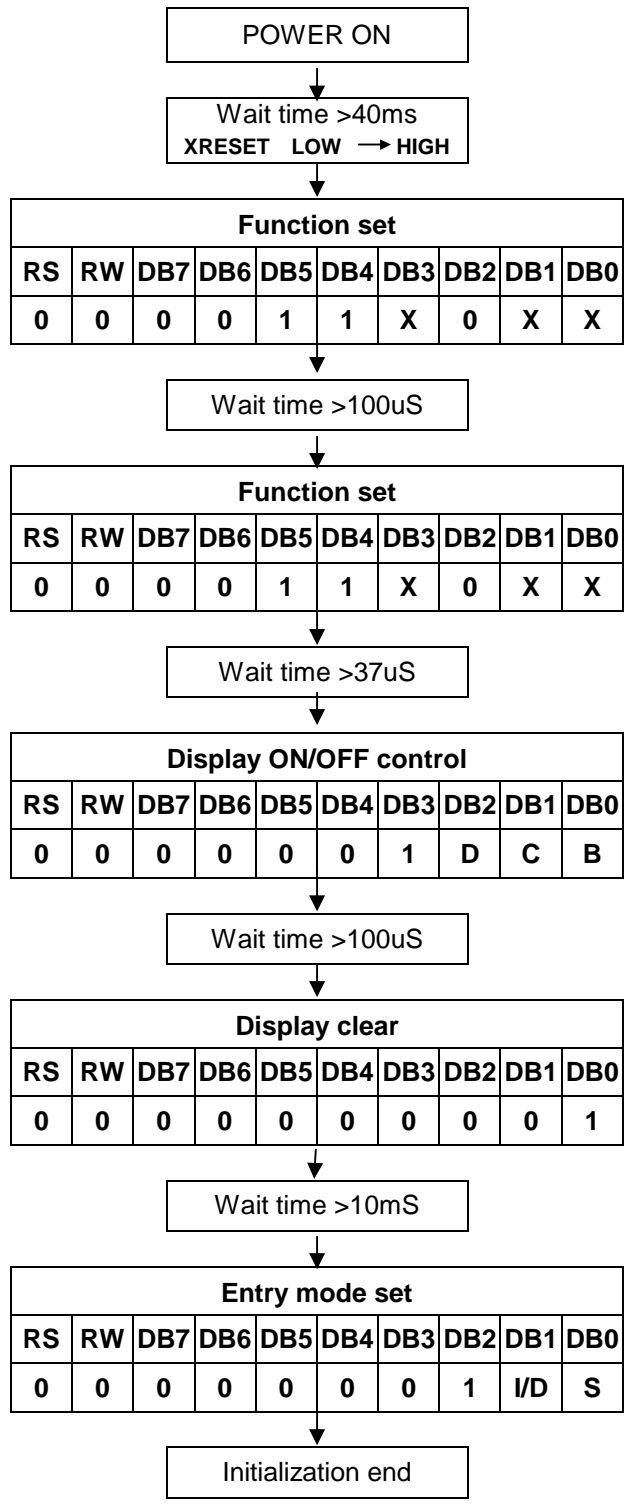 POWER ON
Wait time >40ms
XRESET LOW → HIGH
Function set
RS RW DB7 DB6 DB5 DB4 DB3 DB2 DB1 DB0
0 0 0 0 1 1 X 0 X X
Wait time >100uS
Function set
RS RW DB7 DB6 DB5 DB4 DB3 DB2 DB1 DB0
0 0 0 0 1 1 X 0 X X
Wait time >37uS
Display ON/OFF control
RS RW DB7 DB6 DB5 DB4 DB3 DB2 DB1 DB0
0 0 0 0 0 0 1 D C B
Wait time >100uS
Display clear
RS RW DB7 DB6 DB5 DB4 DB3 DB2 DB1 DB0
0 0 0 0 0 0 0 0 0 1
Wait time >10mS
Entry mode set
RS RW DB7 DB6 DB5 DB4 DB3 DB2 DB1 DB0
0 0 0 0 0 0 0 1 I/D S
Initialization end